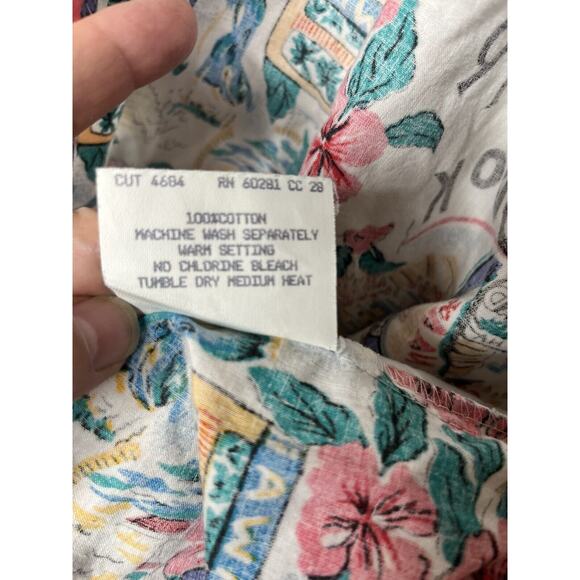 CUT 4684 RN 60281 CC 28
100%COTTON
MACHINE WASH SEPARATELY
WARM SETTING
NO CHLORINE BLEACH
TUMBLE DRY MEDIUM HEAT